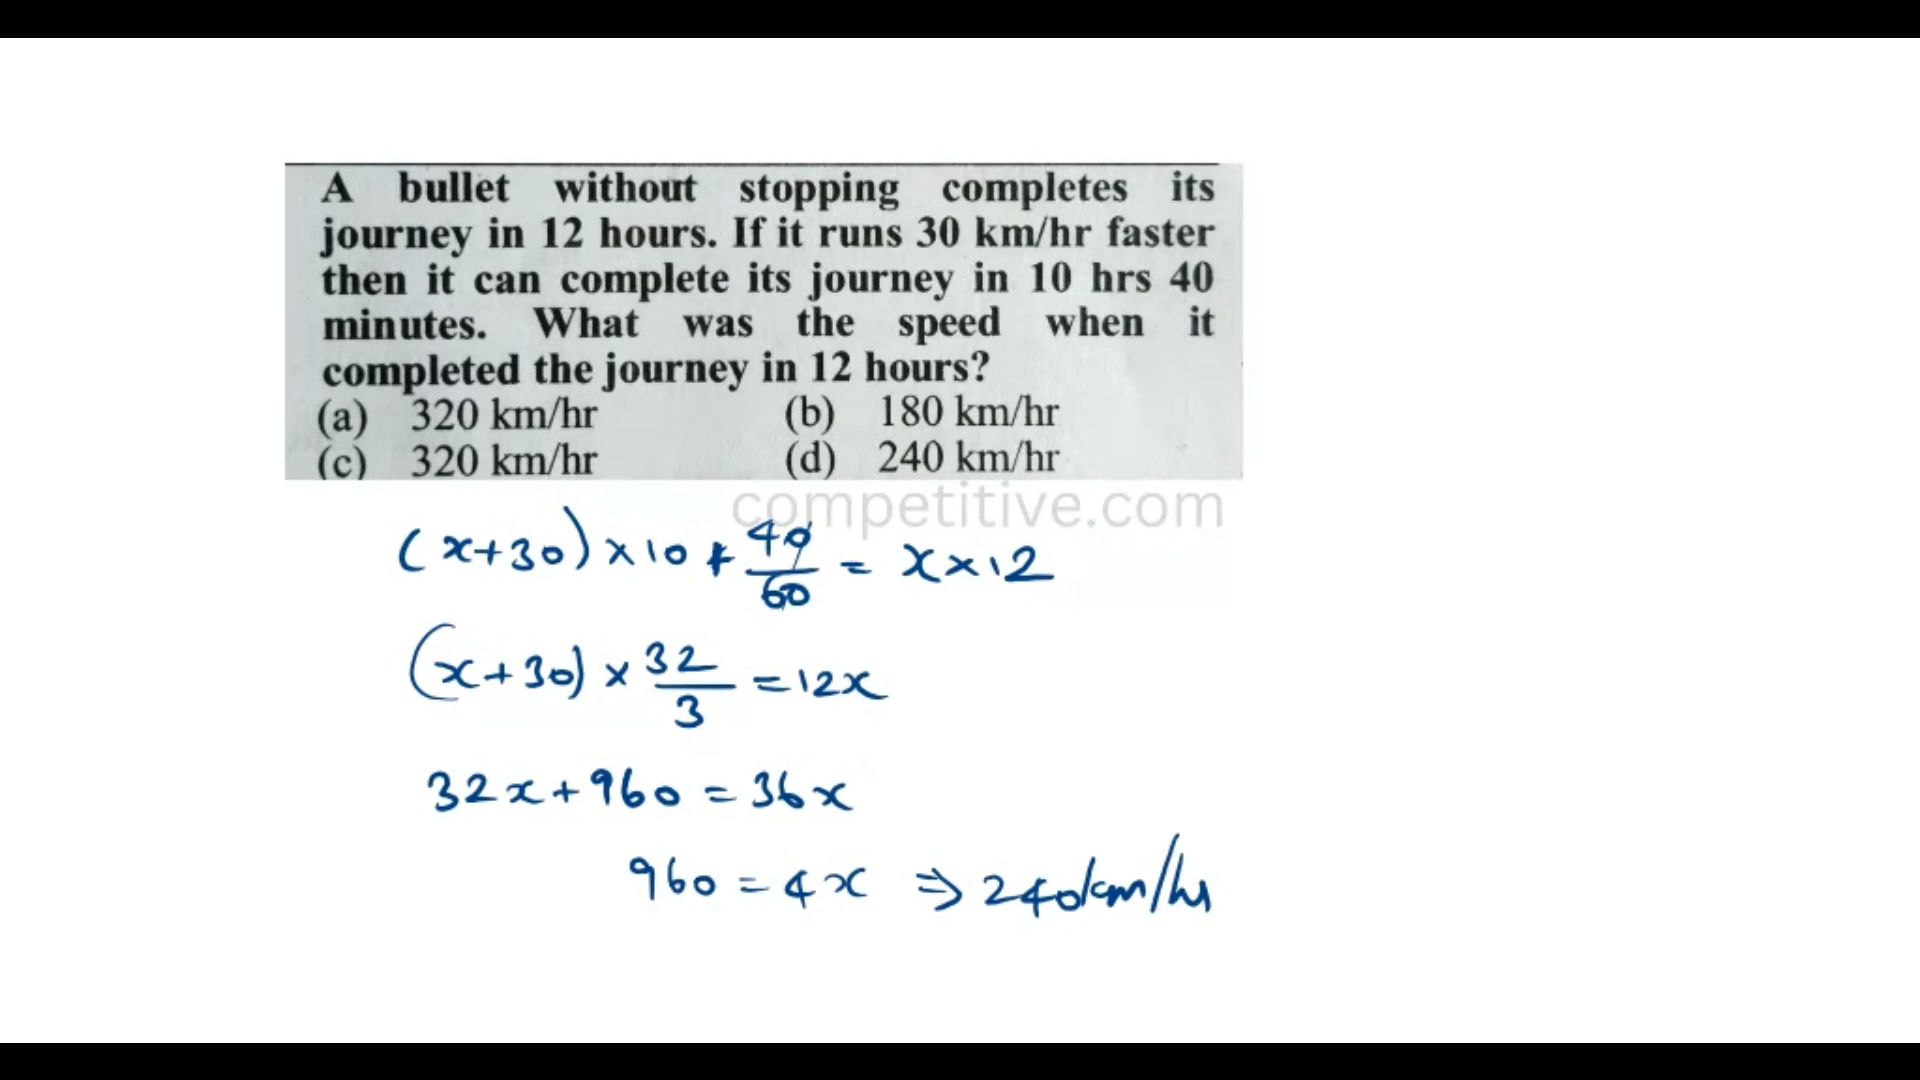 A bullet without stopping completes its
journey in 12 hours. If it runs 30 km/hr faster
then it can complete its journey in 10 hrs 40
minutes. What was the speed when it
completed the journey in 12 hours?
(a) 320 km/hr (b) 180 km/hr
(c) 320 km/hr (d) 240 km/hr
competitive.com
(x+30)×10+40/60 = x×12
(x+30)×32/3 = 12x
32x+960 = 36x
960 = 4x ⇒ 240km/hr